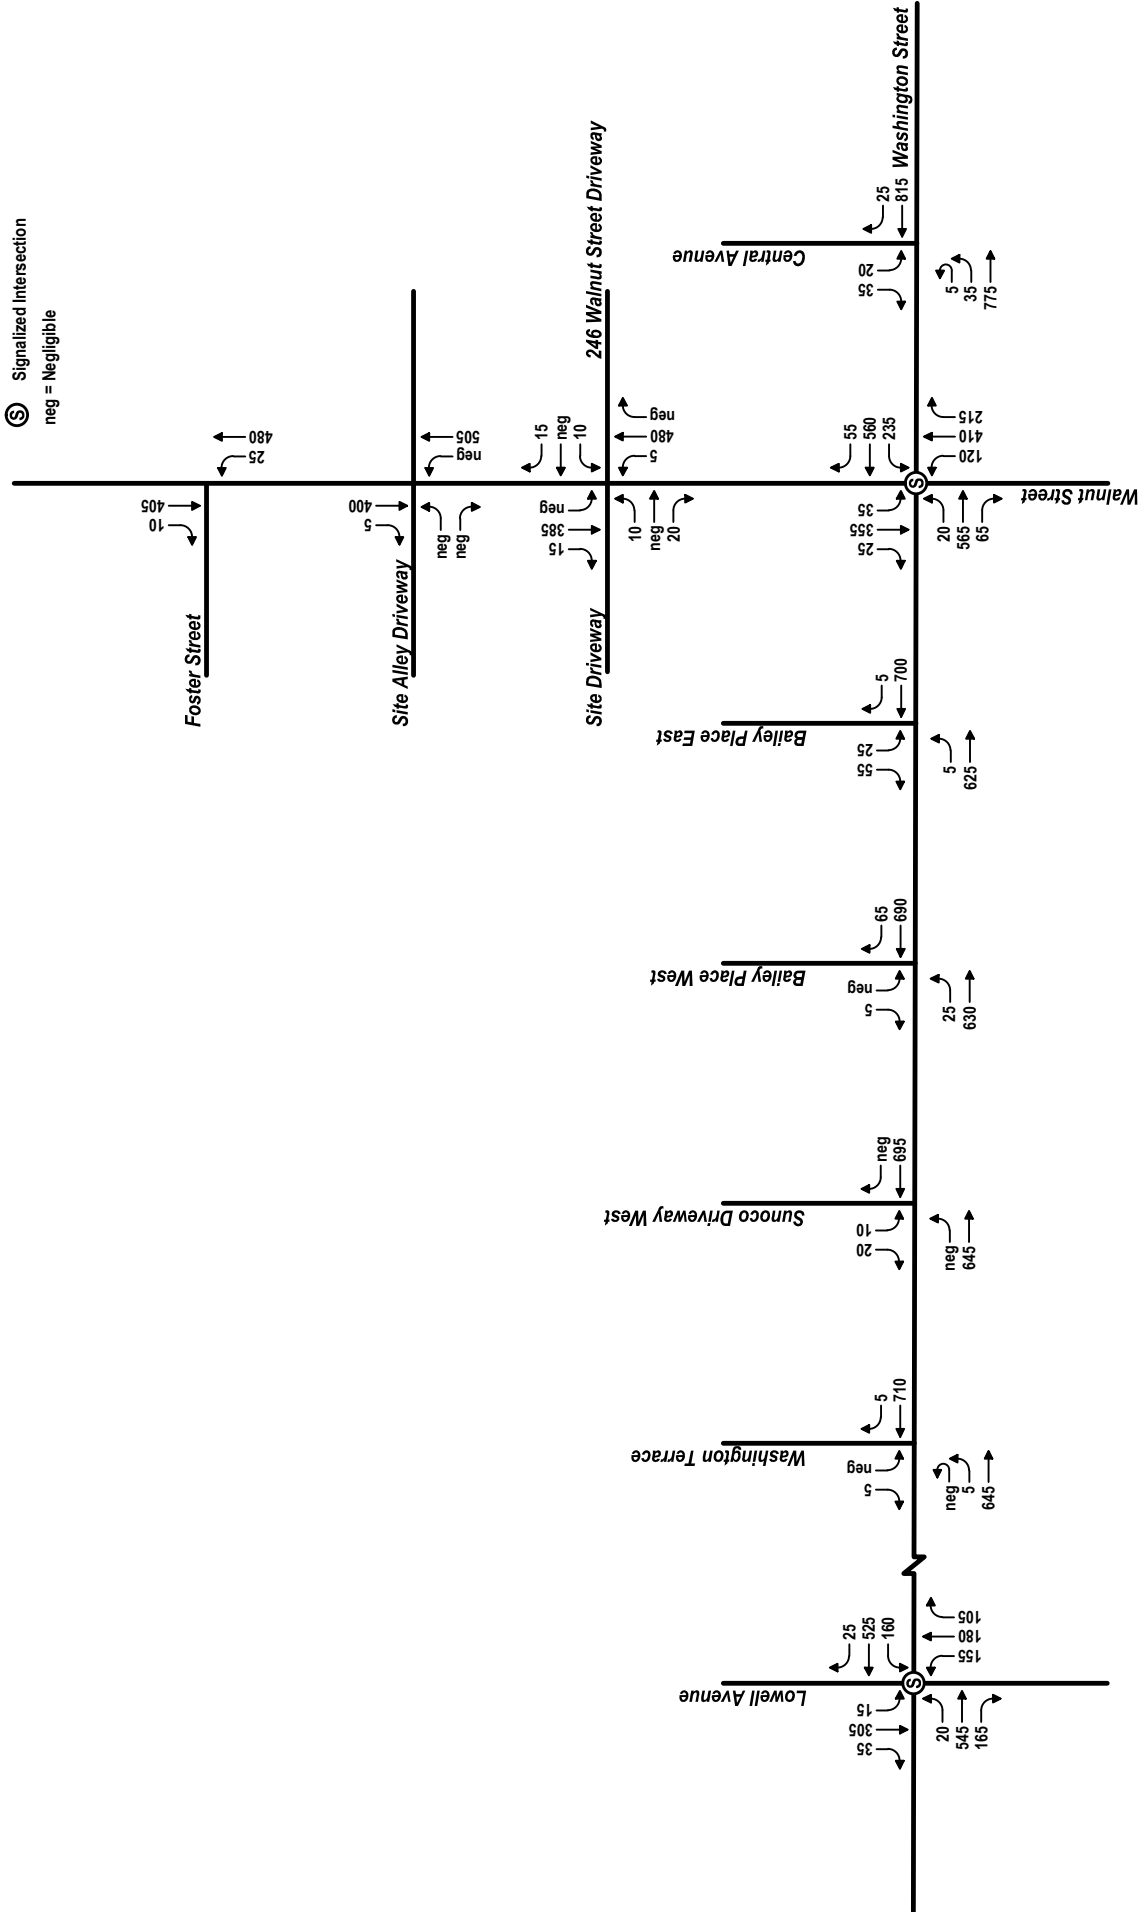 Ⓢ Signalized Intersection
neg = Negligible
Foster Street
10
405
25
480
Site Alley Driveway
5
400
neg
505
neg
neg
Site Driveway
246 Walnut Street Driveway
15
neg
10
15
385
neg
5
480
neg
10
neg
20
Walnut Street
Washington Street
55
560
235
25
355
35
S
120
410
215
20
565
65
Central Avenue
25
815
20
35
5
35
775
Bailey Place East
5
700
25
55
5
625
Bailey Place West
65
690
neg
5
25
630
Sunoco Driveway West
neg
695
10
20
neg
645
Washington Terrace
5
710
neg
5
neg
5
645
Lowell Avenue
25
525
160
15
305
35
S
155
180
105
20
545
165